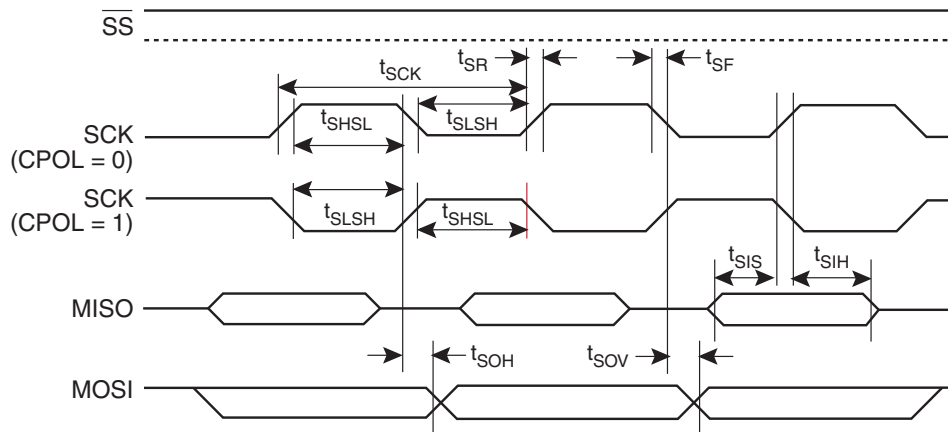 SS
tSCK
tSR
tSF
tSHSL
tSLSH
SCK
(CPOL = 0)
SCK
(CPOL = 1)
tSLSH
tSHSL
tSIS
tSIH
MISO
tSOH
tSOV
MOSI